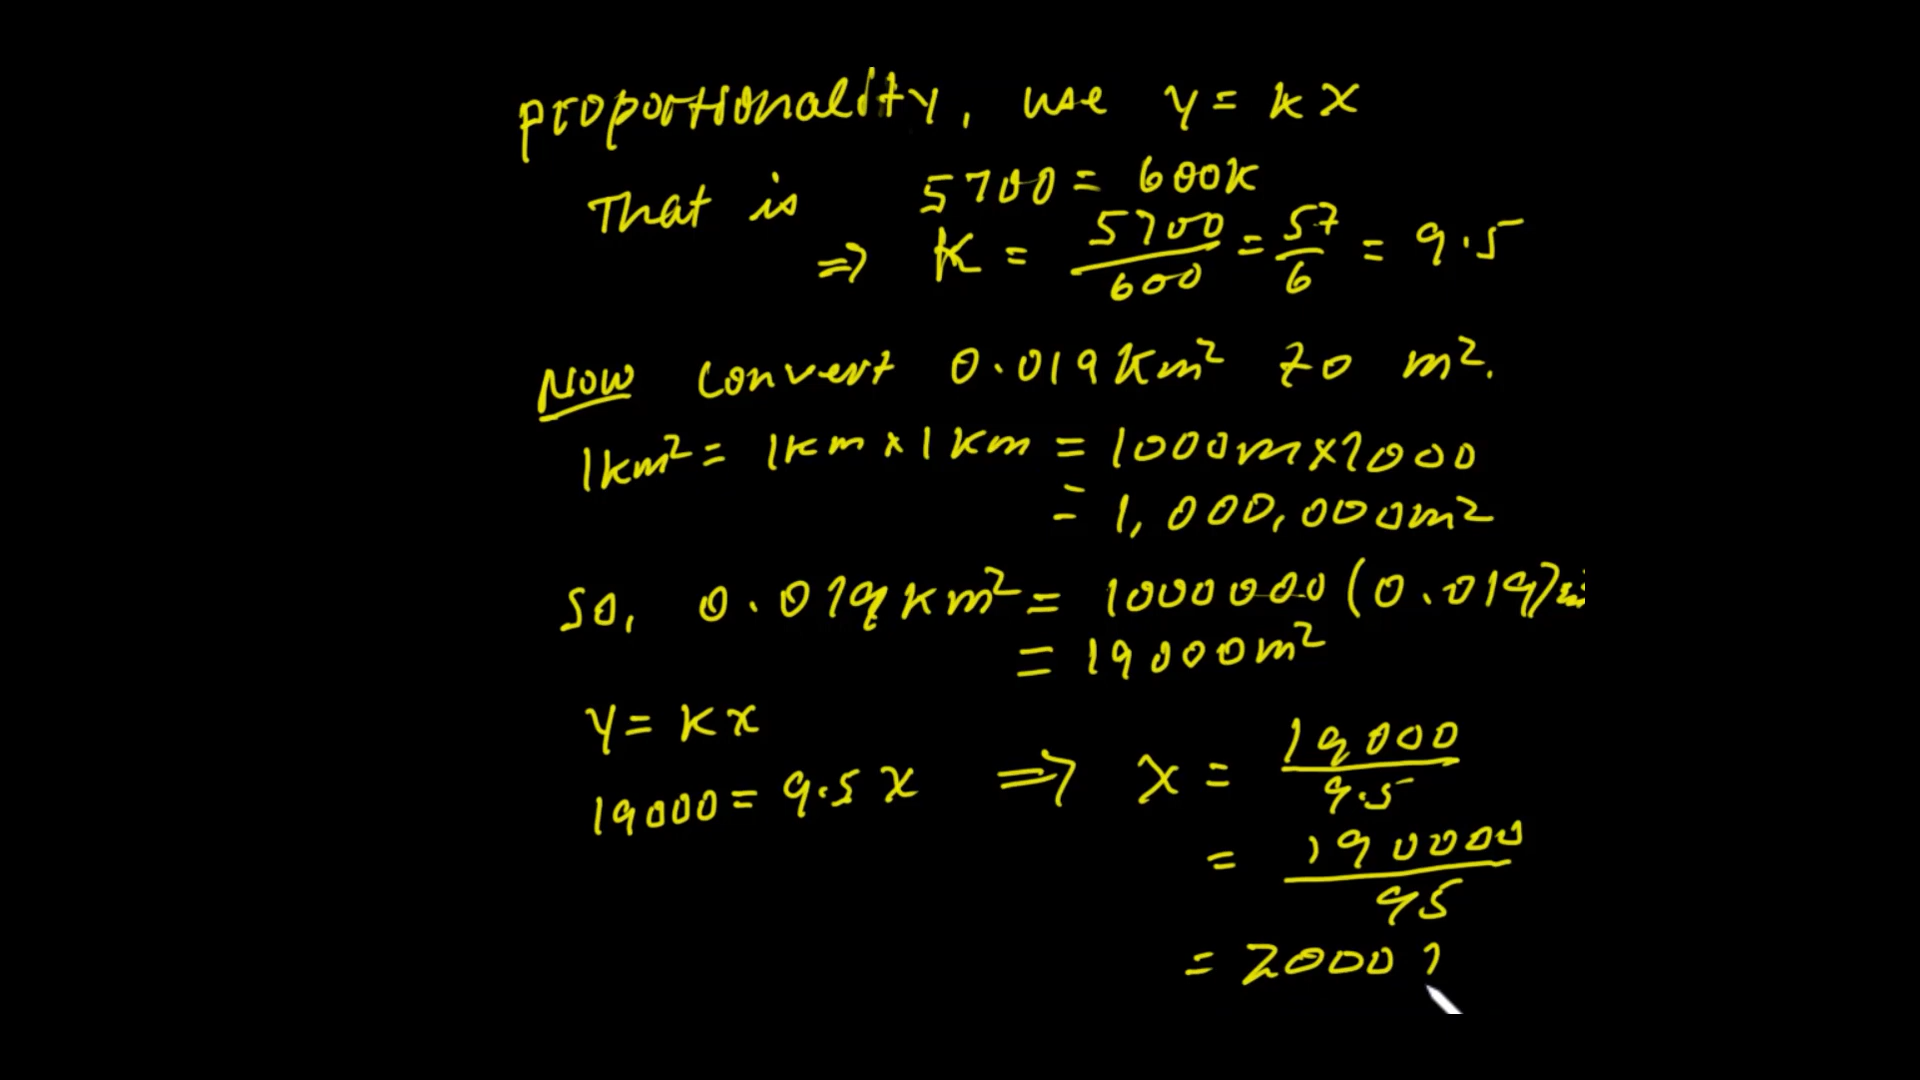 proportionality, use y = kx
That is 5700 = 600k
⇒ K = 5700/600 = 57/6 = 9.5
Now convert 0.019Km² to m².
1km² = 1km x 1km = 1000m x 1000
= 1,000,000m²
So, 0.019km² = 1000000(0.019)
= 19000m²
y = kx
19000 = 9.5x ⇒ x = 19000/9.5
= 190000/95
= 2000